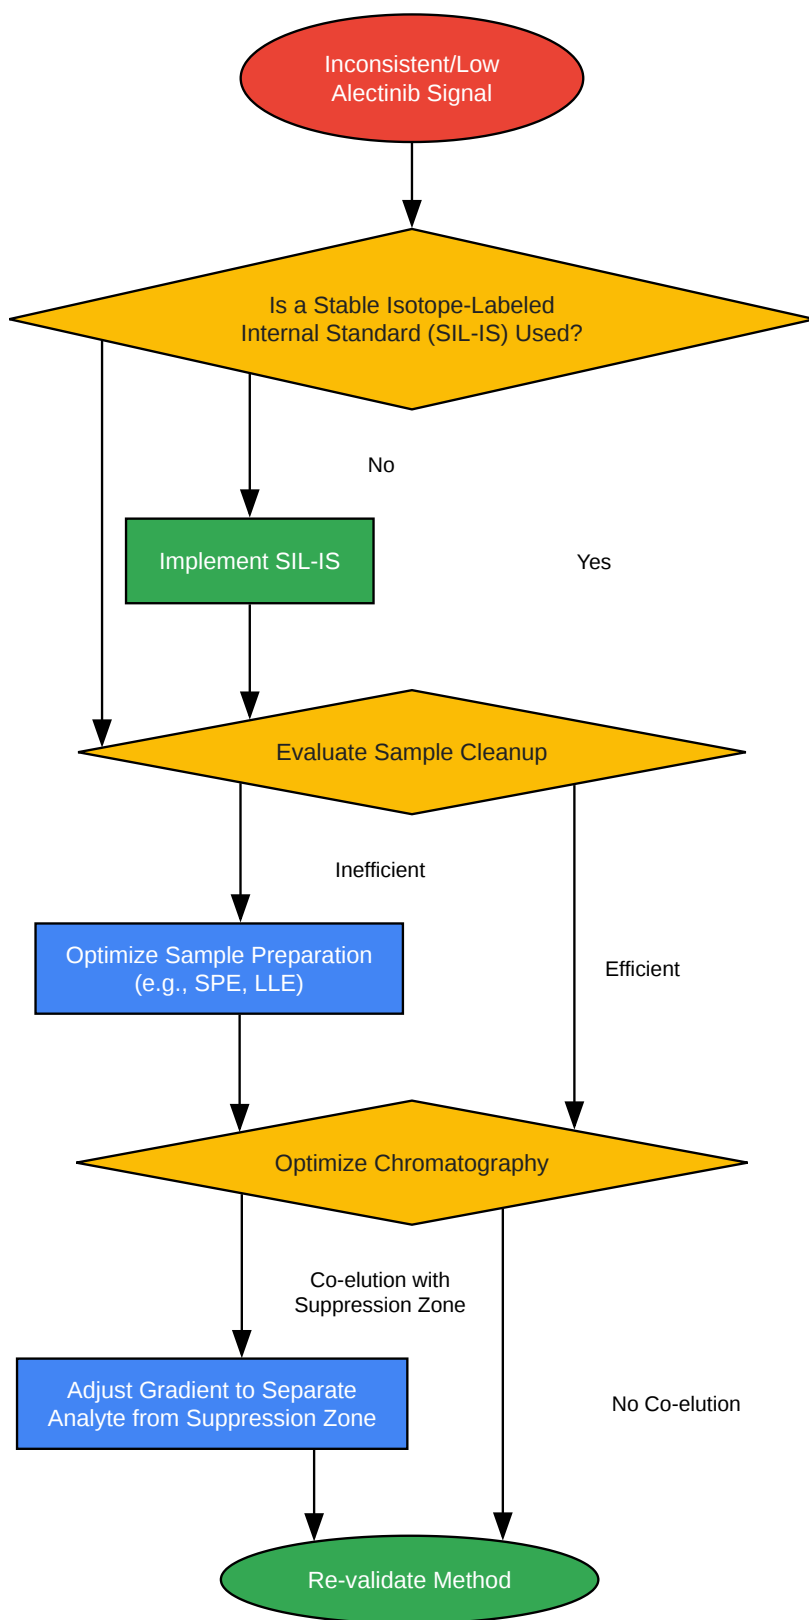 Inconsistent/Low
Alectinib Signal
Is a Stable Isotope-Labeled
Internal Standard (SIL-IS) Used?
No
Implement SIL-IS
Yes
Evaluate Sample Cleanup
Inefficient
Optimize Sample Preparation
(e.g., SPE, LLE)
Efficient
Optimize Chromatography
Co-elution with
Suppression Zone
Adjust Gradient to Separate
Analyte from Suppression Zone
No Co-elution
Re-validate Method